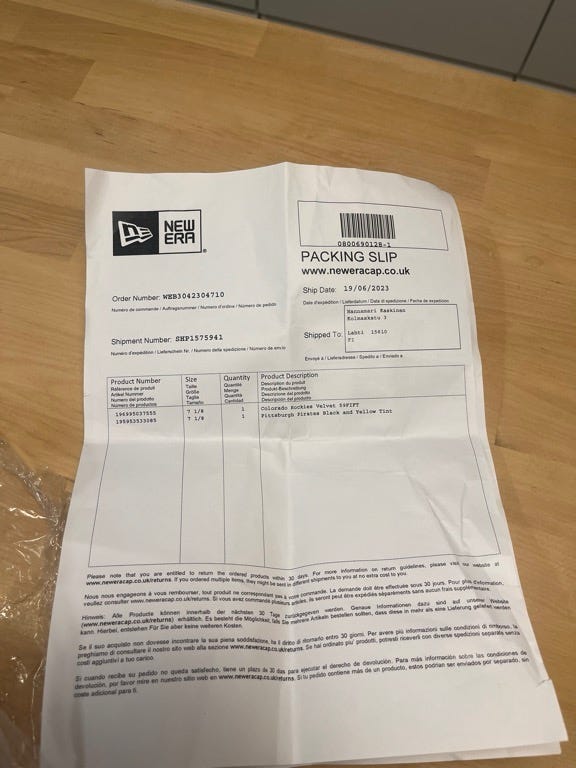 NEW
ERA
080069012B-1
PACKING SLIP
www.neweracap.co.uk
Order Number: WEB3042304710
Numéro de commande / Auftragsnummer / Numero d'ordine / Número de pedido
Ship Date: 19/06/2023
Date d'expédition / Lieferdatum / Data di spedizione / Fecha de expedición
Shipment Number: SHP1575941
Numéro d'expédition / Lieferschein Nr. / Numero della spedizione / Número de envío
Shipped To:
Hannamari Kaskinen
Kolmaskatu 3
Lahti 15610
FI
Envoyé à / Lieferadresse / Spedito a / Enviado a
Product Number
Référence de produit
Artikel Nummer
Numero del prodotto
Número de productos
Size
Taille
Größe
Taglia
Tamaño
Quantity
Quantité
Menge
Quantità
Cantidad
Product Description
Description du produit
Produkt-Beschreibung
Descrizione del prodotto
Descripción del producto
196995037555 7 1/8 1 Colorado Rockies Velvet 59FIFT
195953533085 7 1/8 1 Pittsburgh Pirates Black and Yellow Tint
Please note that you are entitled to return the ordered products within 30 days. For more information on return guidelines, please visit our website at
www.neweracap.co.uk/returns. If you ordered multiple items, they might be sent in different shipments to you at no extra cost to you.
Nous nous engageons à vous rembourser, tout produit ne correspondant pas à votre commande. La demande doit être effectuée sous 30 jours. Pour plus d'information,
veuillez consulter www.neweracap.co.uk/returns. Si vous avez commandez plusieurs articles, ils seront peut être expédiés séparements sans aucun frais supplémentaire.
Hinweis: Alle Produkte können innerhalb der nächsten 30 Tage zurückgegeben werden. Genaue Informationen dazu sind auf unserer Website
(www.neweracap.co.uk/returns) erhältlich. Es besteht die Möglichkeit, falls Sie mehrere Artikel bestellen sollten, dass diese in mehr als eine Lieferung geliefert werden
kann. Hierbei, entstehen Für Sie aber keine weiteren Kosten.
Se il suo acquisto non dovesse incontrare la sua piena soddisfazione, ha il diritto di ritornarlo entro 30 giorni. Per avere più informazioni sulle condizioni di rimborso, la
preghiamo di consultare il nostro sito web alla sezione www.neweracap.co.uk/returns. Se ha ordinato piu' prodotti, potresti riceverli con diverse spedizioni separate senza
costi aggiuntivi a tuo carico.
Si cuando reciba su pedido no queda satisfecho, tiene un plazo de 30 días para ejecutar el derecho de devolución. Para más información sobre las condiciones de
devolución, por favor mire en nuestro sitio web en www.neweracap.co.uk/returns. Si tu pedido contiene más de un producto, estos podrían ser enviados por separado, sin
coste adicional para ti.